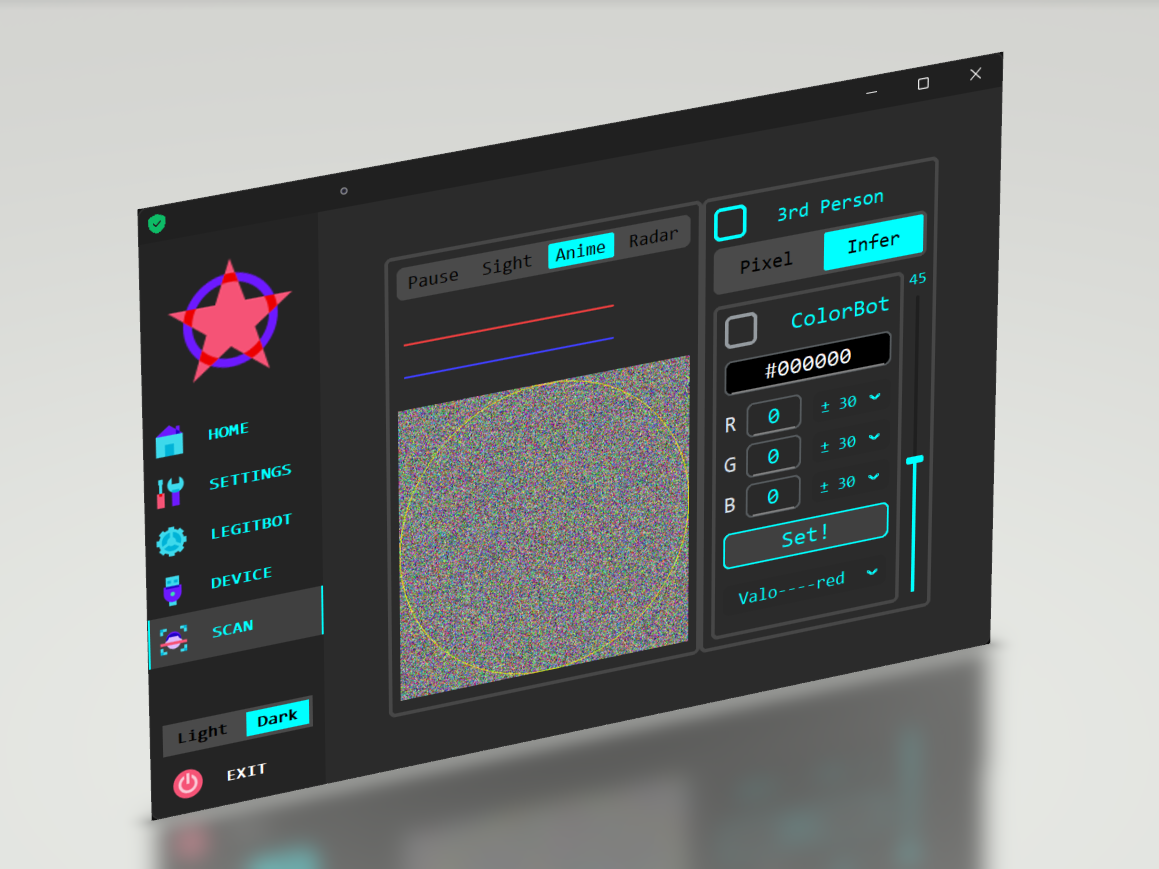 HOME
SETTINGS
LEGITBOT
DEVICE
SCAN
Light Dark
EXIT
Pause Sight Anime Radar
3rd Person
Pixel Infer
45
ColorBot
#000000
R 0 ± 30
G 0 ± 30
B 0 ± 30
Set!
Valo----red